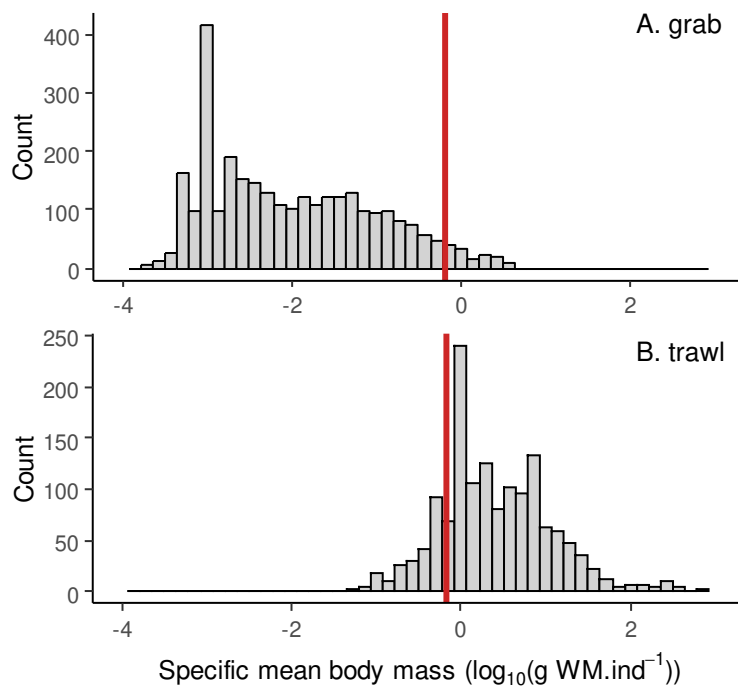 A. grab
Count
400
300
200
100
0
-4 -2 0 2
B. trawl
Count
250
200
150
100
50
0
-4 -2 0 2
Specific mean body mass (log₁₀(g WM.ind⁻¹))